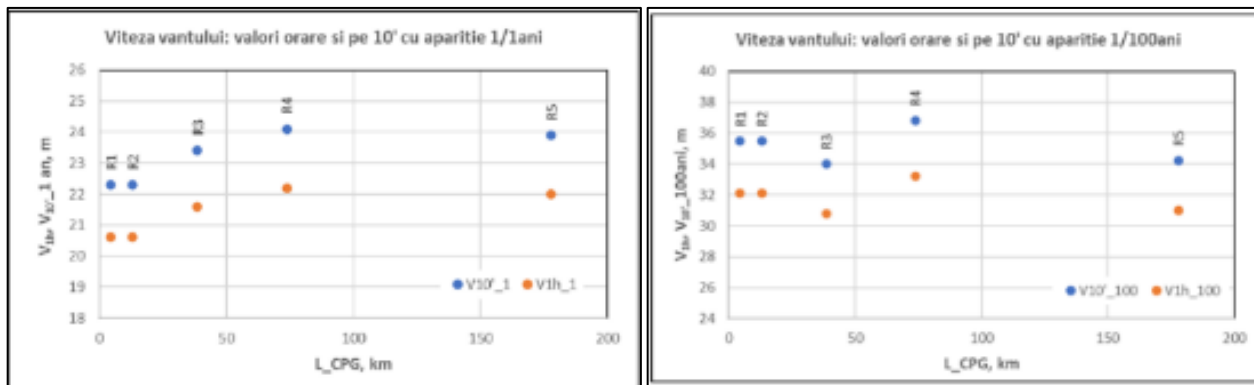 Viteza vantului: valori orare si pe 10' cu aparitie 1/1ani
26
25
24
23
22
21
20
19
18
0 50 100 150 200
R1 R2 R3 R4 R5
V1h, V10'_1 an, m
L_CPG, km
V10'_1 V1h_1
Viteza vantului: valori orare si pe 10' cu aparitie 1/100ani
40
38
36
34
32
30
28
26
24
0 50 100 150 200
R1 R2 R3 R4 R5
V1h, V10'_100ani, m
L_CPG, km
V10'_100 V1h_100